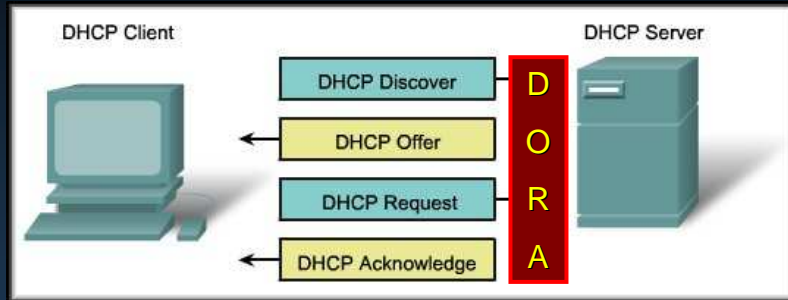 DHCP Client
DHCP Server
DHCP Discover
D
DHCP Offer
O
DHCP Request
R
DHCP Acknowledge
A